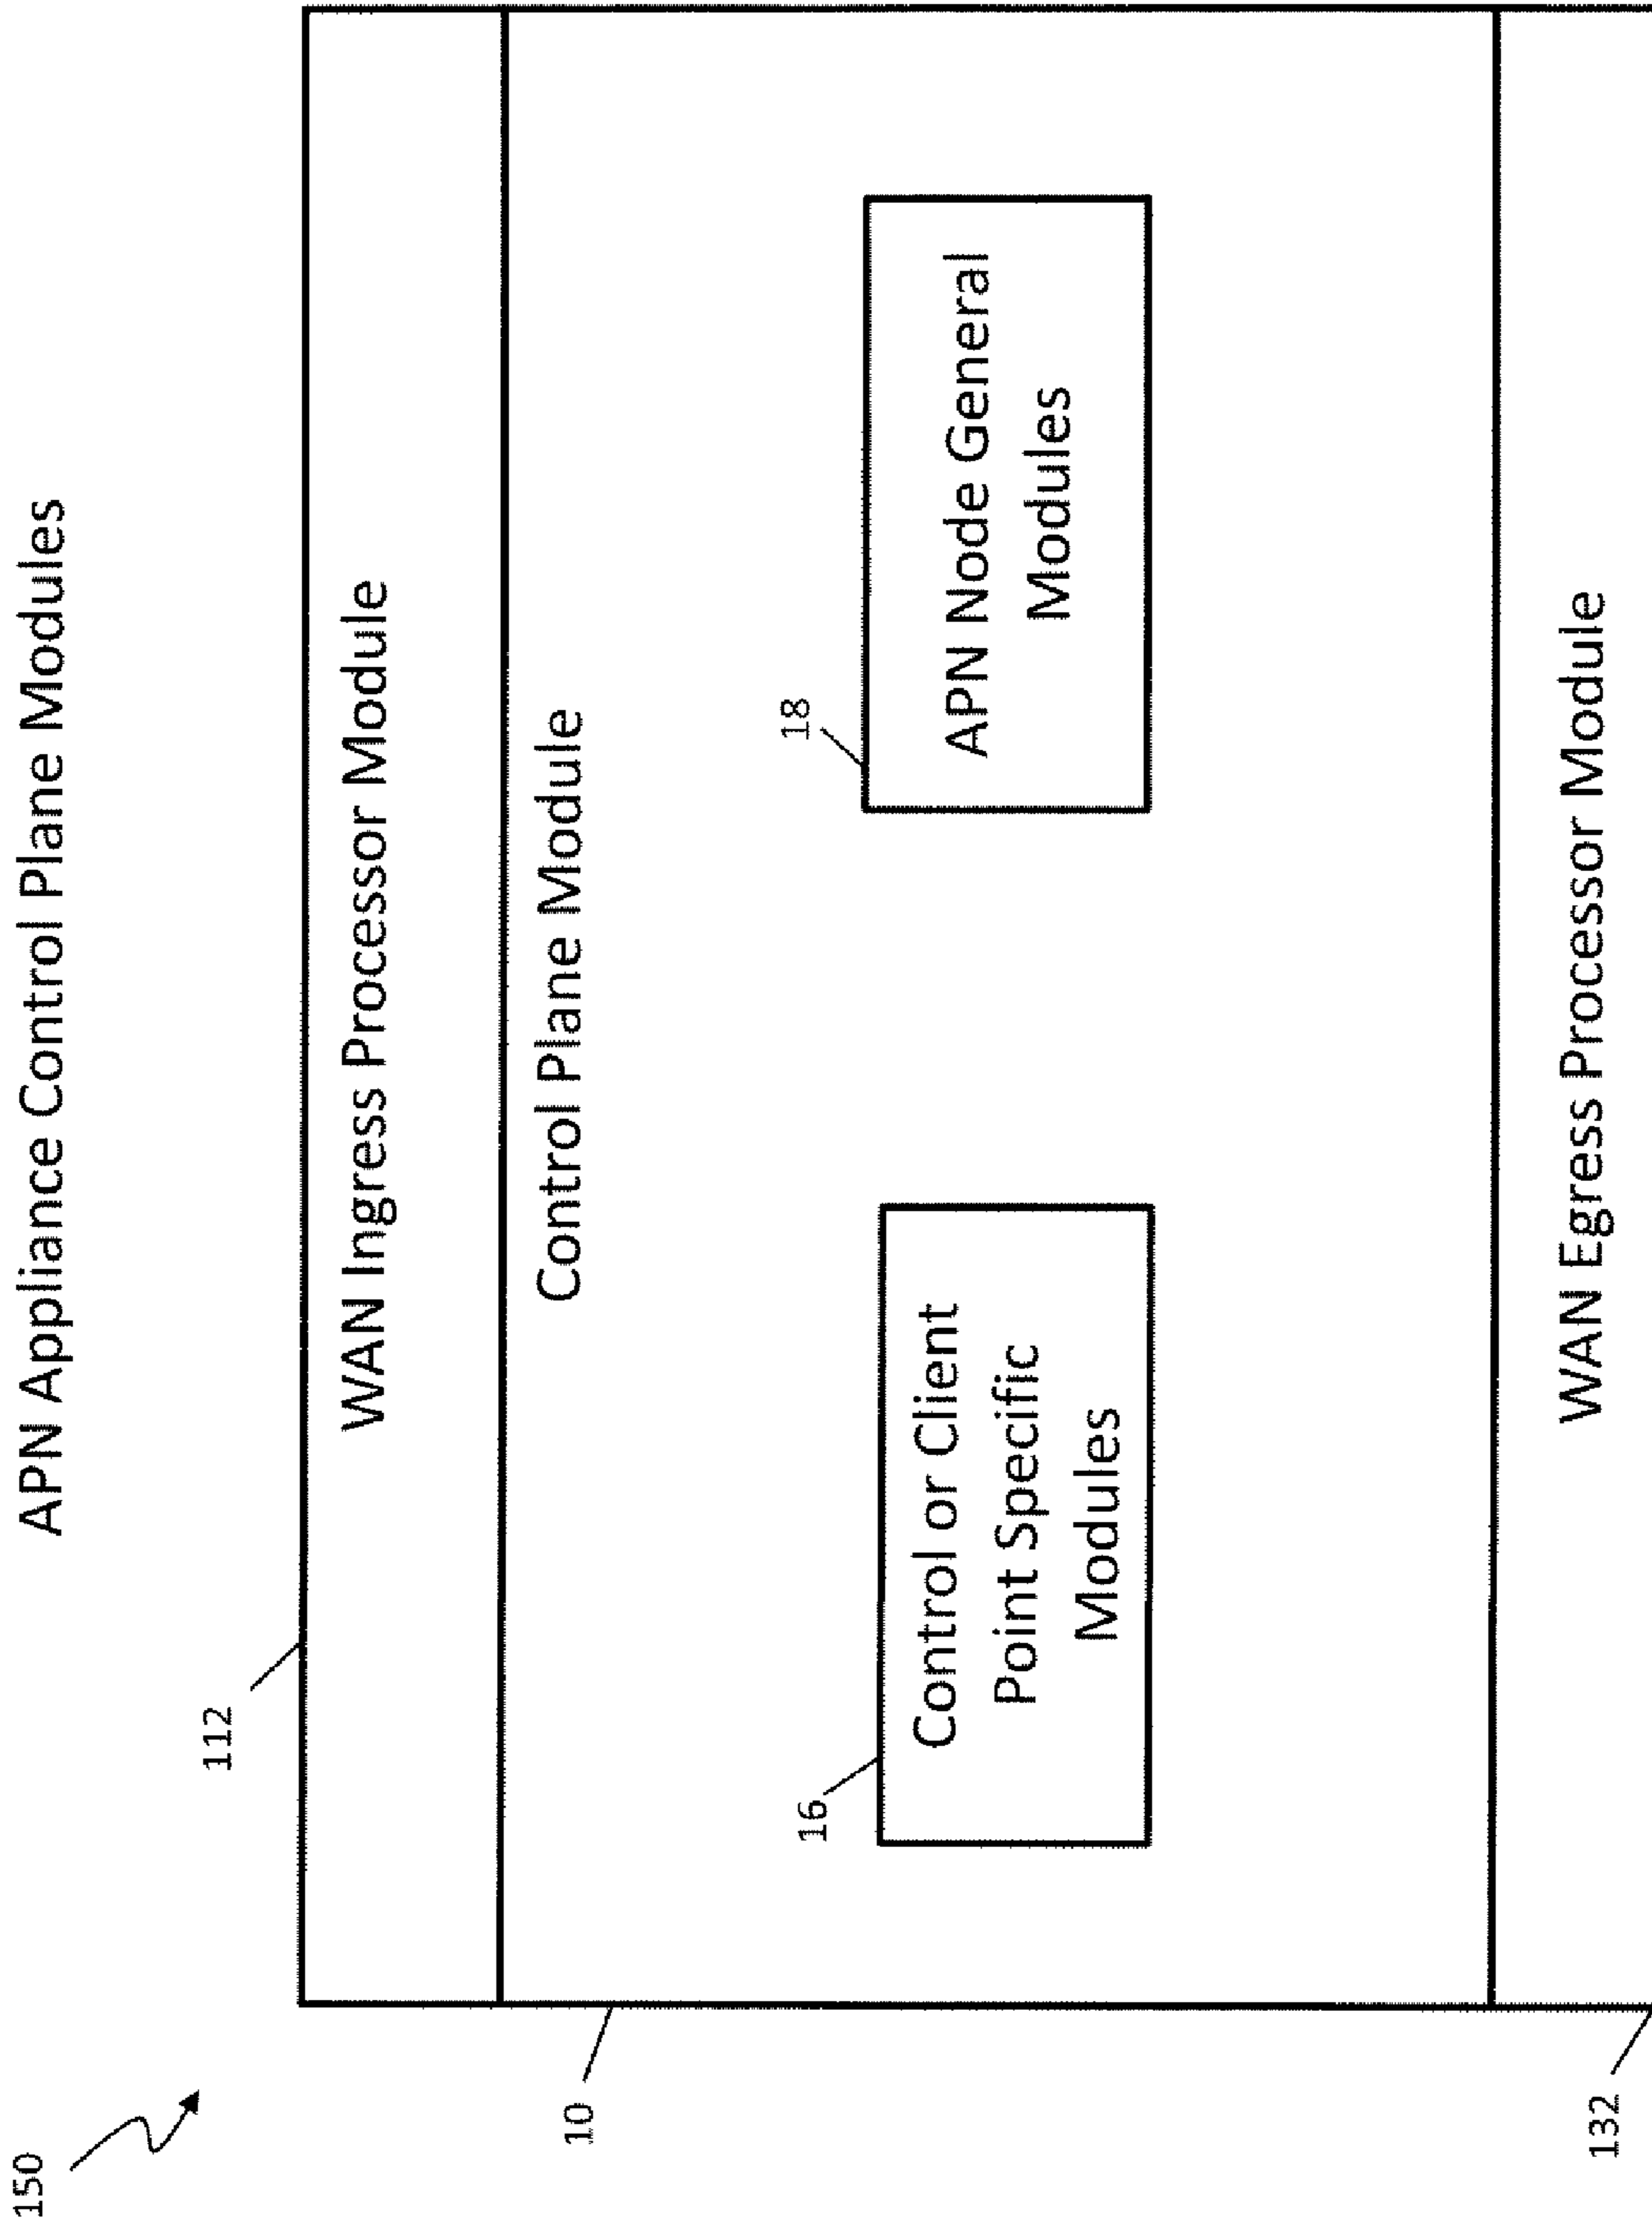 APN Appliance Control Plane Modules
150
112
WAN Ingress Processor Module
10
Control Plane Module
16
Control or Client
Point Specific
Modules
18
APN Node General
Modules
132
WAN Egress Processor Module